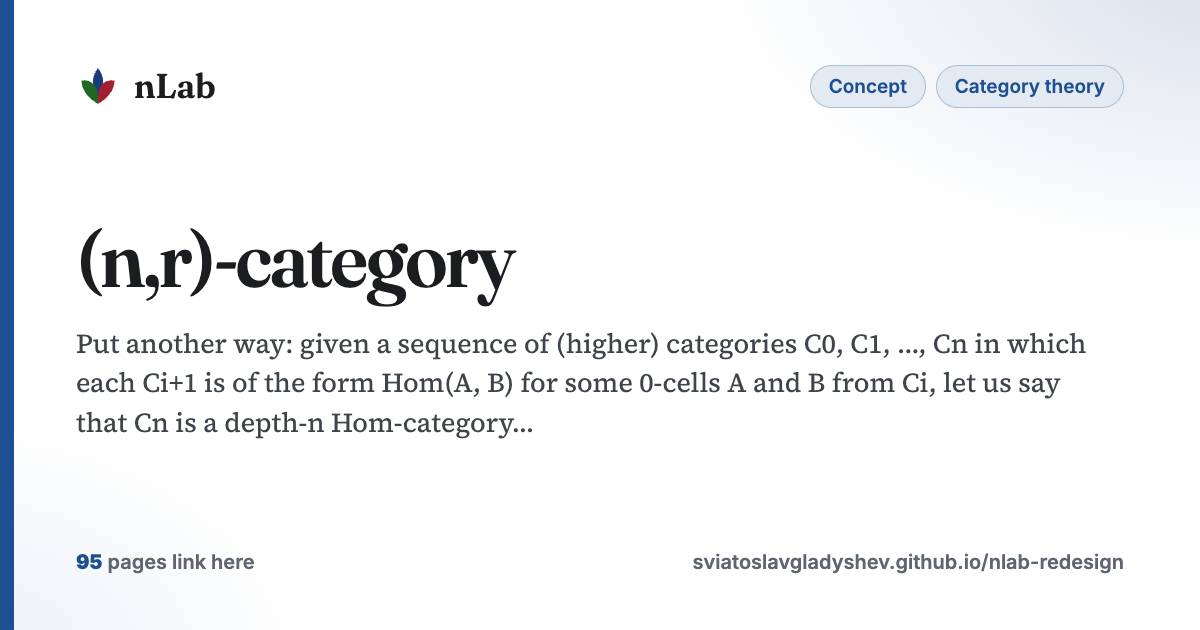 nLab
Concept
Category theory
(n,r)-category
Put another way: given a sequence of (higher) categories C0, C1, ..., Cn in which
each Ci+1 is of the form Hom(A, B) for some 0-cells A and B from Ci, let us say
that Cn is a depth-n Hom-category...
95 pages link here
sviatoslavgladyshev.github.io/nlab-redesign